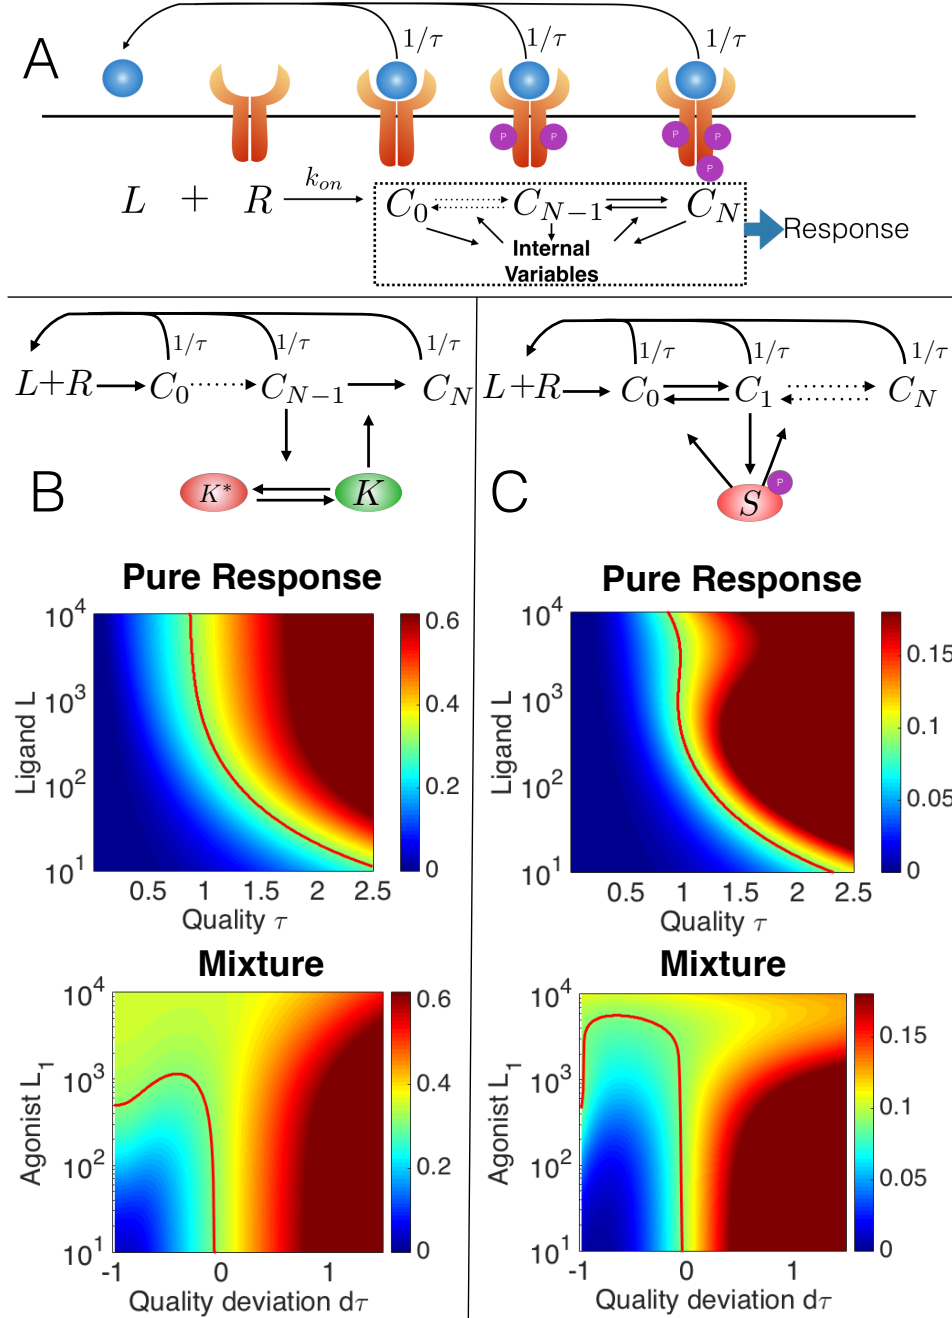 A
1/τ 1/τ 1/τ
P P P P P
L + R k_on C_0 C_{N−1} C_N
Internal
Variables
Response
1/τ 1/τ 1/τ
L+R C_0 C_{N−1} C_N
B
K* K
Pure Response
10^4
10^3
10^2
10^1
Ligand L
0.5 1 1.5 2 2.5
Quality τ
0.6
0.4
0.2
0
Mixture
10^4
10^3
10^2
10^1
Agonist L_1
-1 0 1
Quality deviation dτ
0.6
0.4
0.2
0
1/τ 1/τ 1/τ
L+R C_0 C_1 C_N
C
S P
Pure Response
10^4
10^3
10^2
10^1
Ligand L
0.5 1 1.5 2 2.5
Quality τ
0.15
0.1
0.05
0
Mixture
10^4
10^3
10^2
10^1
Agonist L_1
-1 0 1
Quality deviation dτ
0.15
0.1
0.05
0